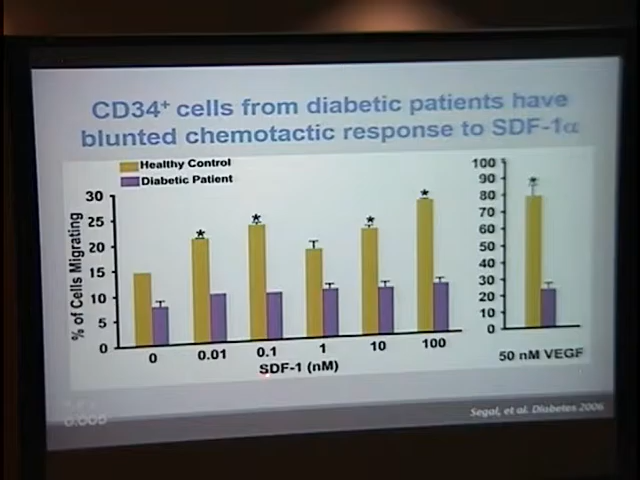 CD34+ cells from diabetic patients have
blunted chemotactic response to SDF-1α
Healthy Control
Diabetic Patient
% of Cells Migrating
30
25
20
15
10
5
0
* * * *
0 0.01 0.1 1 10 100
SDF-1 (nM)
100
90
80
70
60
50
40
30
20
10
0
*
50 nM VEGF
0.005
Segal, et al. Diabetes 2006